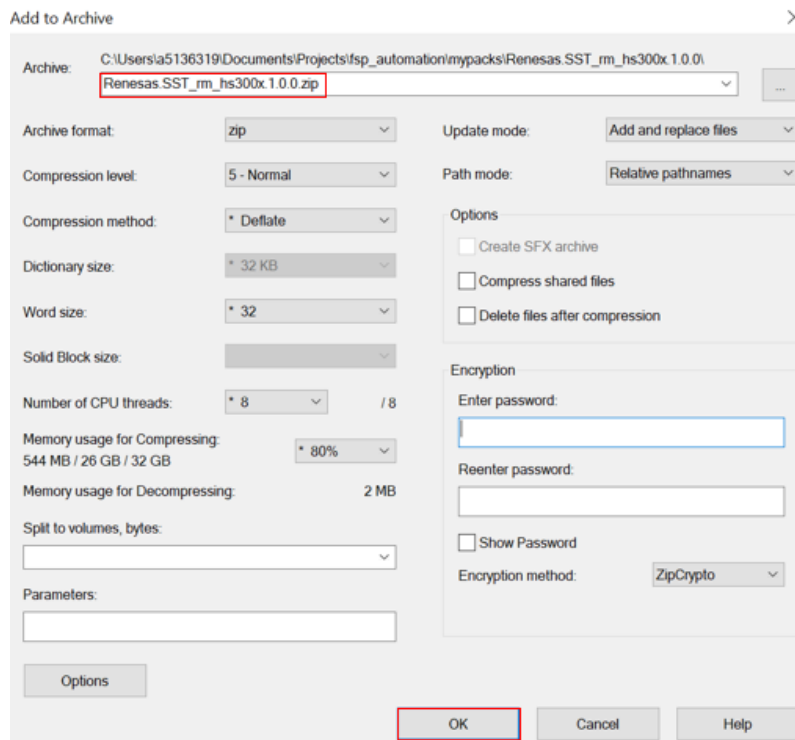 Add to Archive
Archive:
C:\Users\a5136319\Documents\Projects\fsp_automation\mypacks\Renesas.SST_rm_hs300x.1.0.0\
Renesas.SST_rm_hs300x.1.0.0.zip
...
Archive format:
zip
Compression level:
5 - Normal
Compression method:
* Deflate
Dictionary size:
* 32 KB
Word size:
* 32
Solid Block size:
Number of CPU threads:
* 8
/ 8
Memory usage for Compressing:
544 MB / 26 GB / 32 GB
* 80%
Memory usage for Decompressing:
2 MB
Split to volumes, bytes:
Parameters:
Options
Update mode:
Add and replace files
Path mode:
Relative pathnames
Options
Create SFX archive
Compress shared files
Delete files after compression
Encryption
Enter password:
Reenter password:
Show Password
Encryption method:
ZipCrypto
OK
Cancel
Help